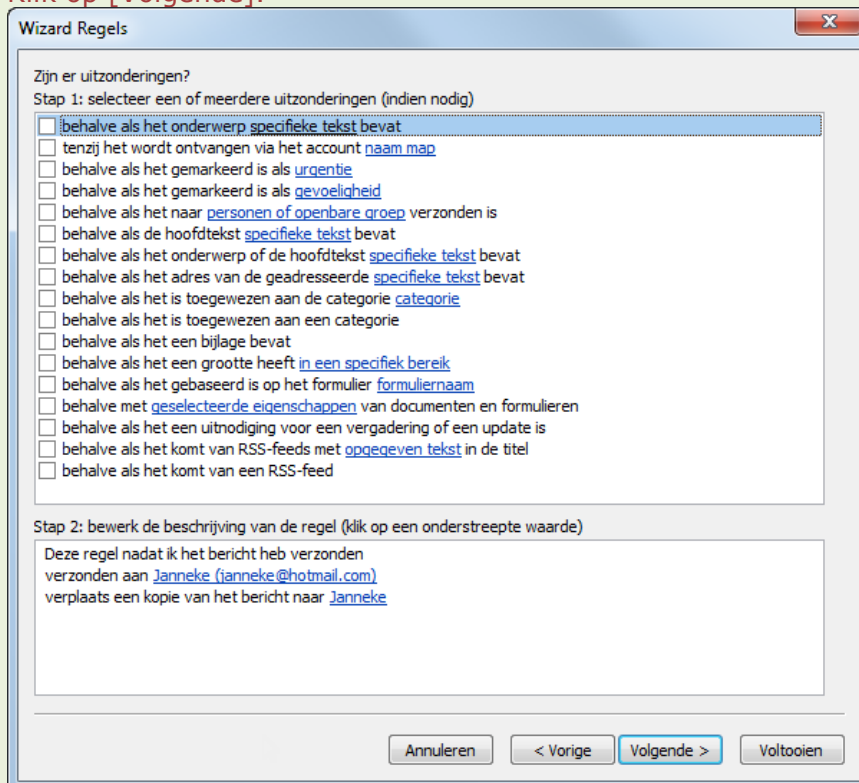 Klik op [Volgende].
Wizard Regels
Zijn er uitzonderingen?
Stap 1: selecteer een of meerdere uitzonderingen (indien nodig)
behalve als het onderwerp specifieke tekst bevat
tenzij het wordt ontvangen via het account naam map
behalve als het gemarkeerd is als urgentie
behalve als het gemarkeerd is als gevoeligheid
behalve als het naar personen of openbare groep verzonden is
behalve als de hoofdtekst specifieke tekst bevat
behalve als het onderwerp of de hoofdtekst specifieke tekst bevat
behalve als het adres van de geadresseerde specifieke tekst bevat
behalve als het is toegewezen aan de categorie categorie
behalve als het is toegewezen aan een categorie
behalve als het een bijlage bevat
behalve als het een grootte heeft in een specifiek bereik
behalve als het gebaseerd is op het formulier formuliernaam
behalve met geselecteerde eigenschappen van documenten en formulieren
behalve als het een uitnodiging voor een vergadering of een update is
behalve als het komt van RSS-feeds met opgegeven tekst in de titel
behalve als het komt van een RSS-feed
Stap 2: bewerk de beschrijving van de regel (klik op een onderstreepte waarde)
Deze regel nadat ik het bericht heb verzonden
verzonden aan Janneke (janneke@hotmail.com)
verplaats een kopie van het bericht naar Janneke
Annuleren < Vorige Volgende > Voltooien